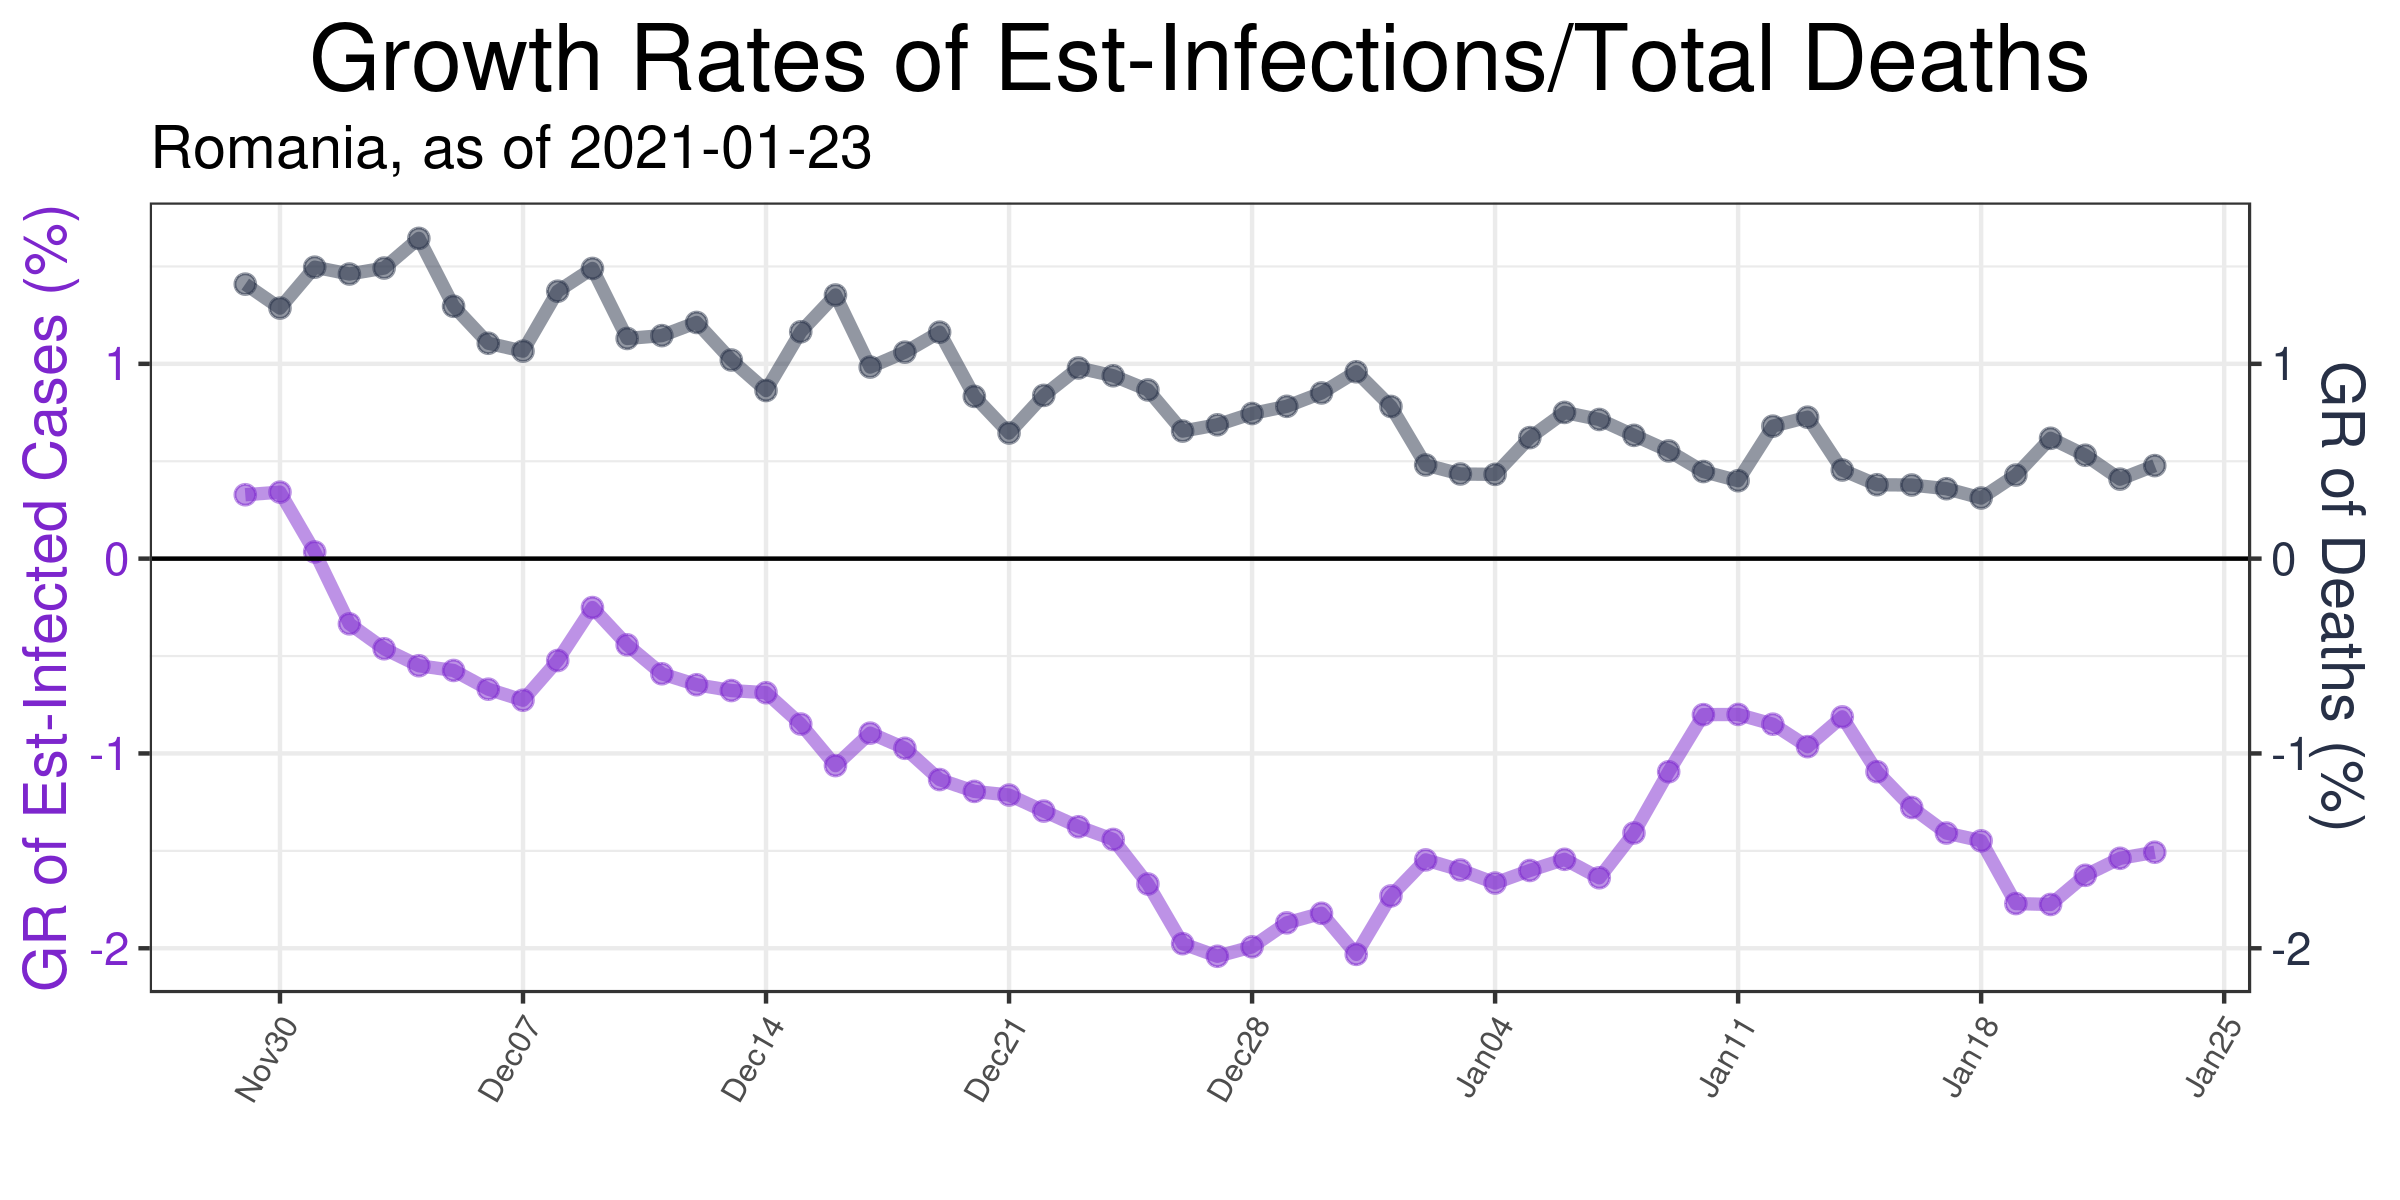 Growth Rates of Est-Infections/Total Deaths
Romania, as of 2021-01-23
GR of Est-Infected Cases (%)
1
0
-1
-2
1
0
-1
-2
GR of Deaths (%)
Nov30
Dec07
Dec14
Dec21
Dec28
Jan04
Jan11
Jan18
Jan25